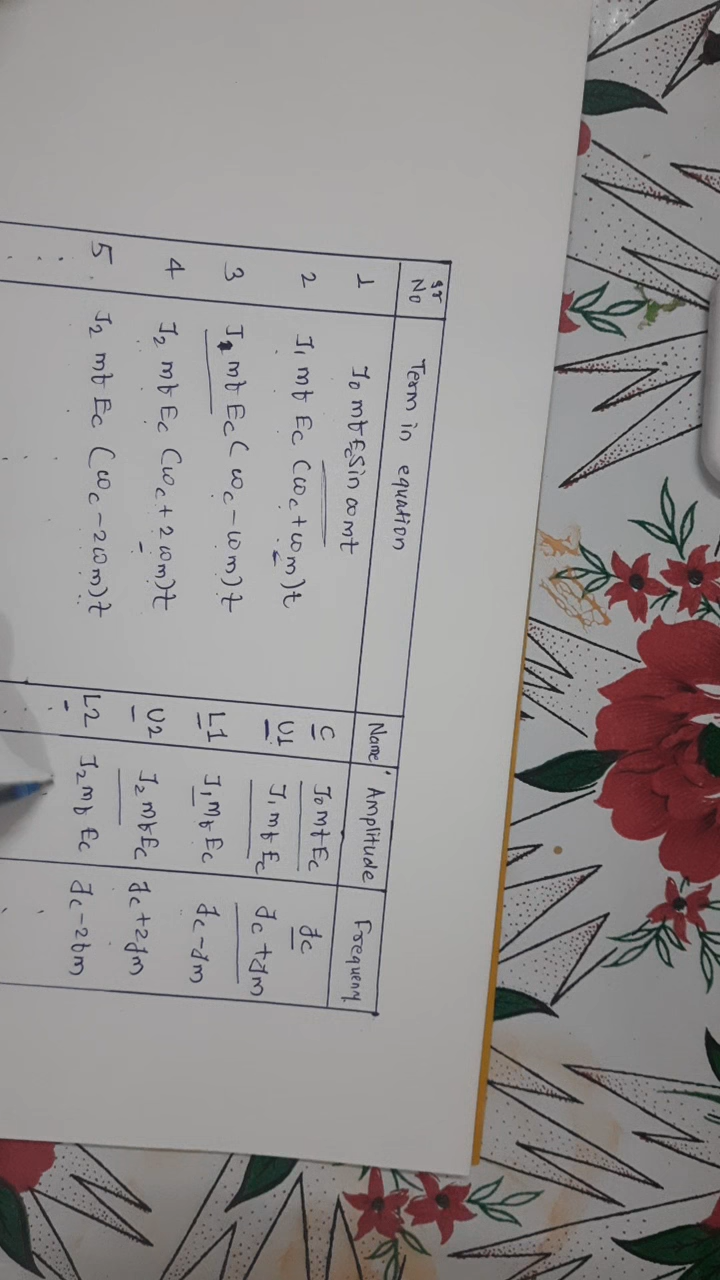 Sr No Term in equation Name Amplitude Frequency
1 J0 mf Ec Sin ωmt C J0 mf Ec fc
2 J1 mf Ec (ωc + ωm)t U1 J1 mf Ec fc + fm
3 J1 mf Ec (ωc - ωm)t L1 J1 mf Ec fc - fm
4 J2 mf Ec (ωc + 2ωm)t U2 J2 mf Ec fc + 2fm
5 J2 mf Ec (ωc - 2ωm)t L2 J2 mf Ec fc - 2fm